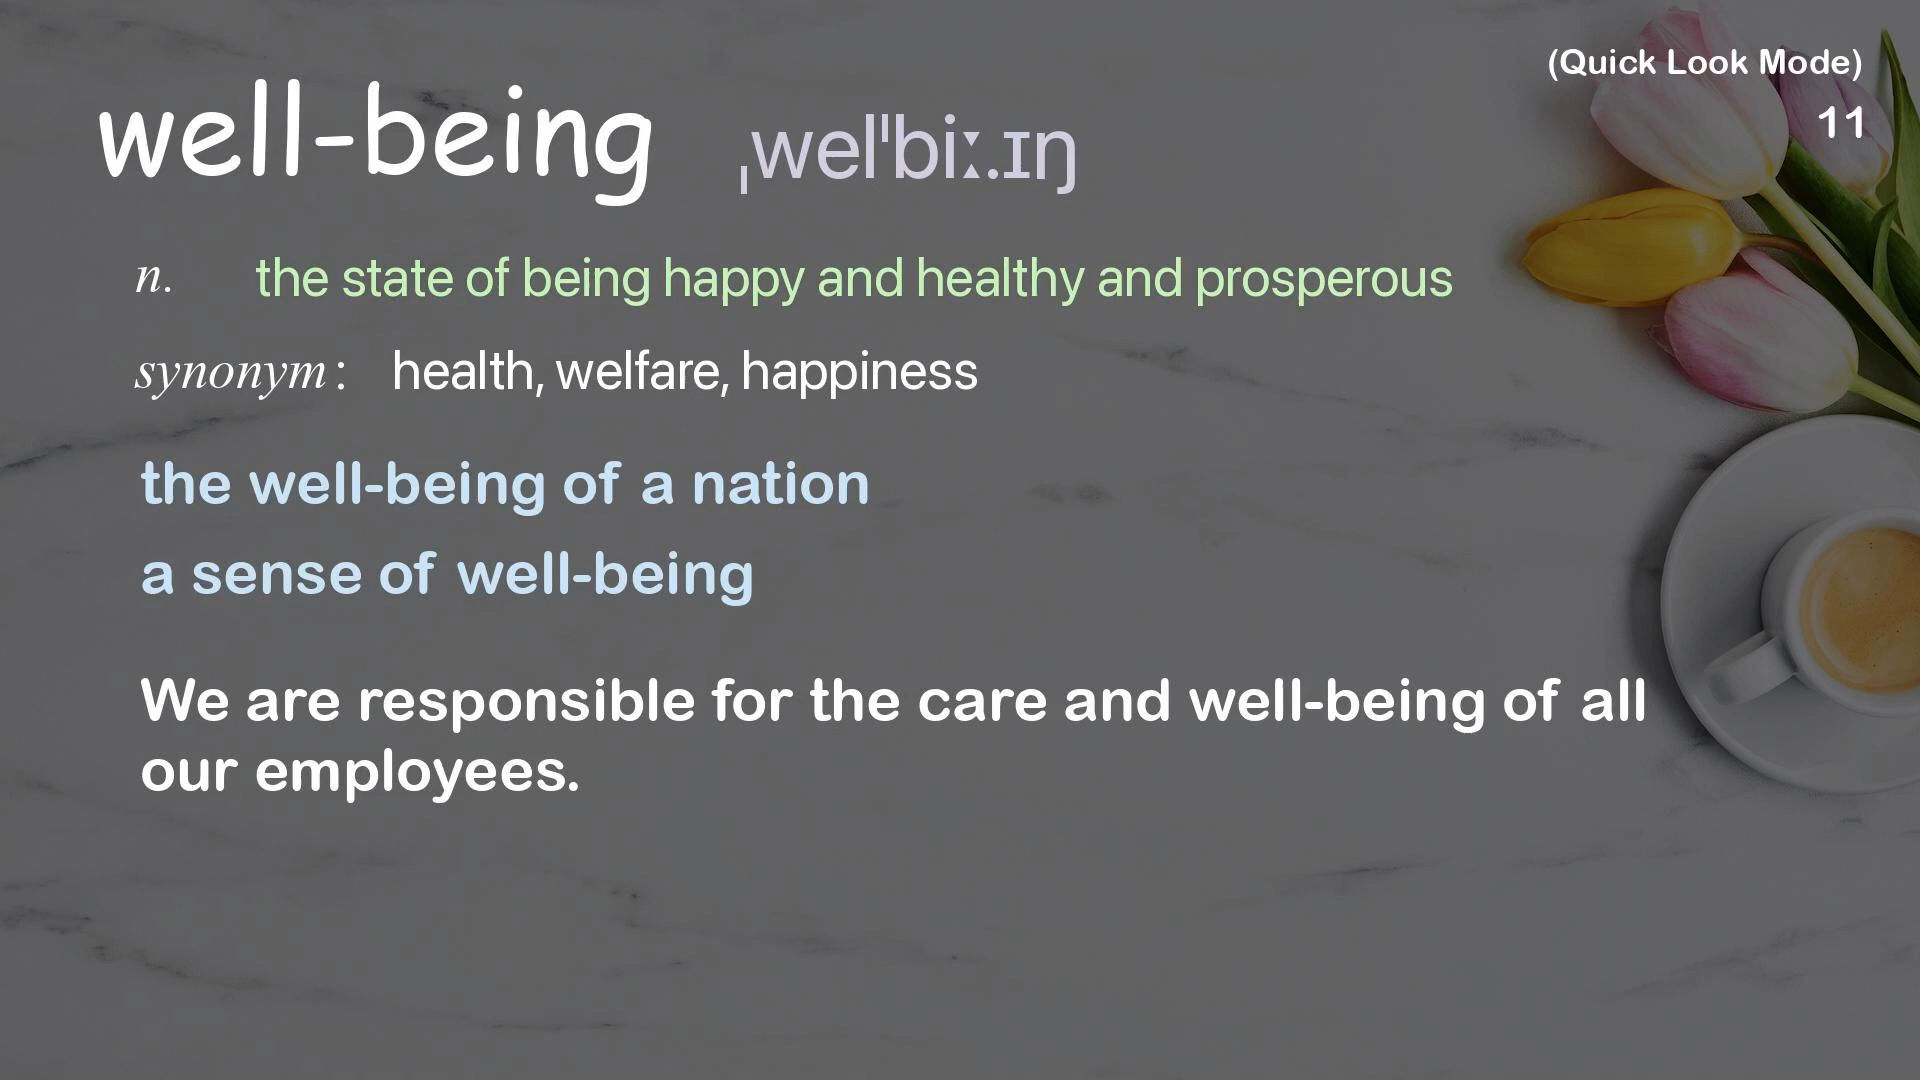 (Quick Look Mode)
11
well-being ˌwelˈbiː.ɪŋ
n. the state of being happy and healthy and prosperous
synonym: health, welfare, happiness
the well-being of a nation
a sense of well-being
We are responsible for the care and well-being of all
our employees.